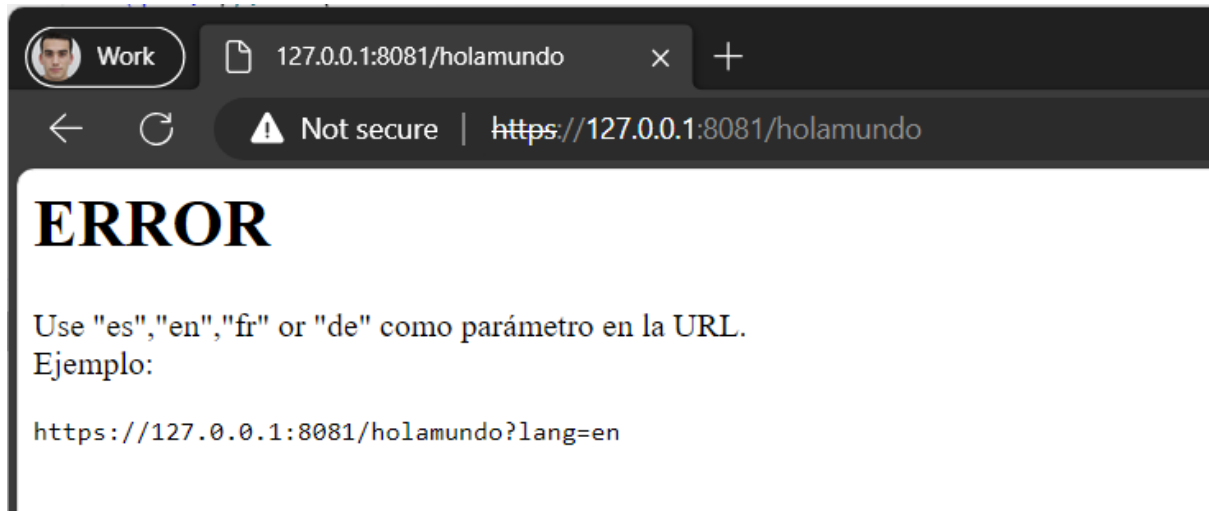 Work
127.0.0.1:8081/holamundo
Not secure | https://127.0.0.1:8081/holamundo
ERROR
Use "es","en","fr" or "de" como parámetro en la URL.
Ejemplo:
https://127.0.0.1:8081/holamundo?lang=en